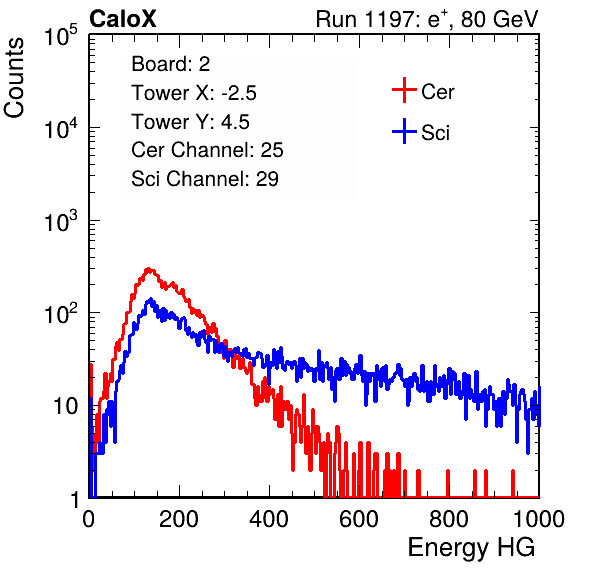 CaloX Run 1197: e⁺, 80 GeV
Counts
10⁵
10⁴
10³
10²
10
1
Board: 2
Tower X: -2.5
Tower Y: 4.5
Cer Channel: 25
Sci Channel: 29
Cer
Sci
0 200 400 600 800 1000
Energy HG